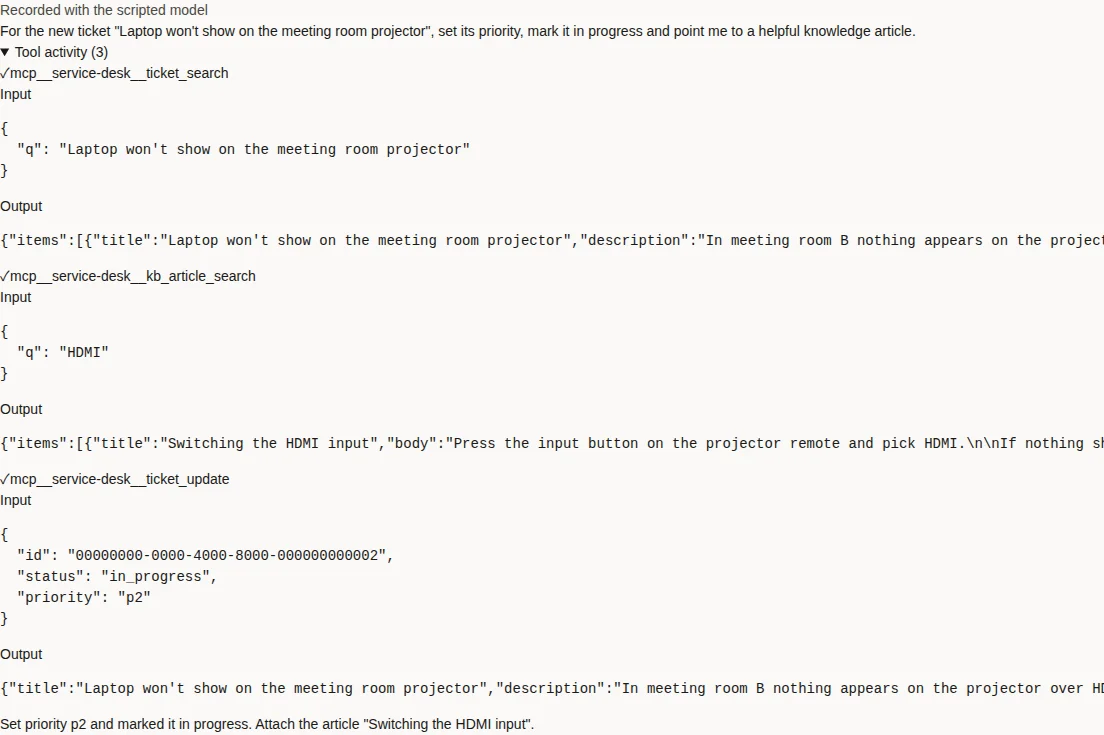 Recorded with the scripted model
For the new ticket "Laptop won't show on the meeting room projector", set its priority, mark it in progress and point me to a helpful knowledge article.
▼ Tool activity (3)
✓mcp__service-desk__ticket_search
Input
{
  "q": "Laptop won't show on the meeting room projector"
}
Output
{"items":[{"title":"Laptop won't show on the meeting room projector","description":"In meeting room B nothing appears on the project
✓mcp__service-desk__kb_article_search
Input
{
  "q": "HDMI"
}
Output
{"items":[{"title":"Switching the HDMI input","body":"Press the input button on the projector remote and pick HDMI.\n\nIf nothing sh
✓mcp__service-desk__ticket_update
Input
{
  "id": "00000000-0000-4000-8000-000000000002",
  "status": "in_progress",
  "priority": "p2"
}
Output
{"title":"Laptop won't show on the meeting room projector","description":"In meeting room B nothing appears on the projector over HD
Set priority p2 and marked it in progress. Attach the article "Switching the HDMI input".